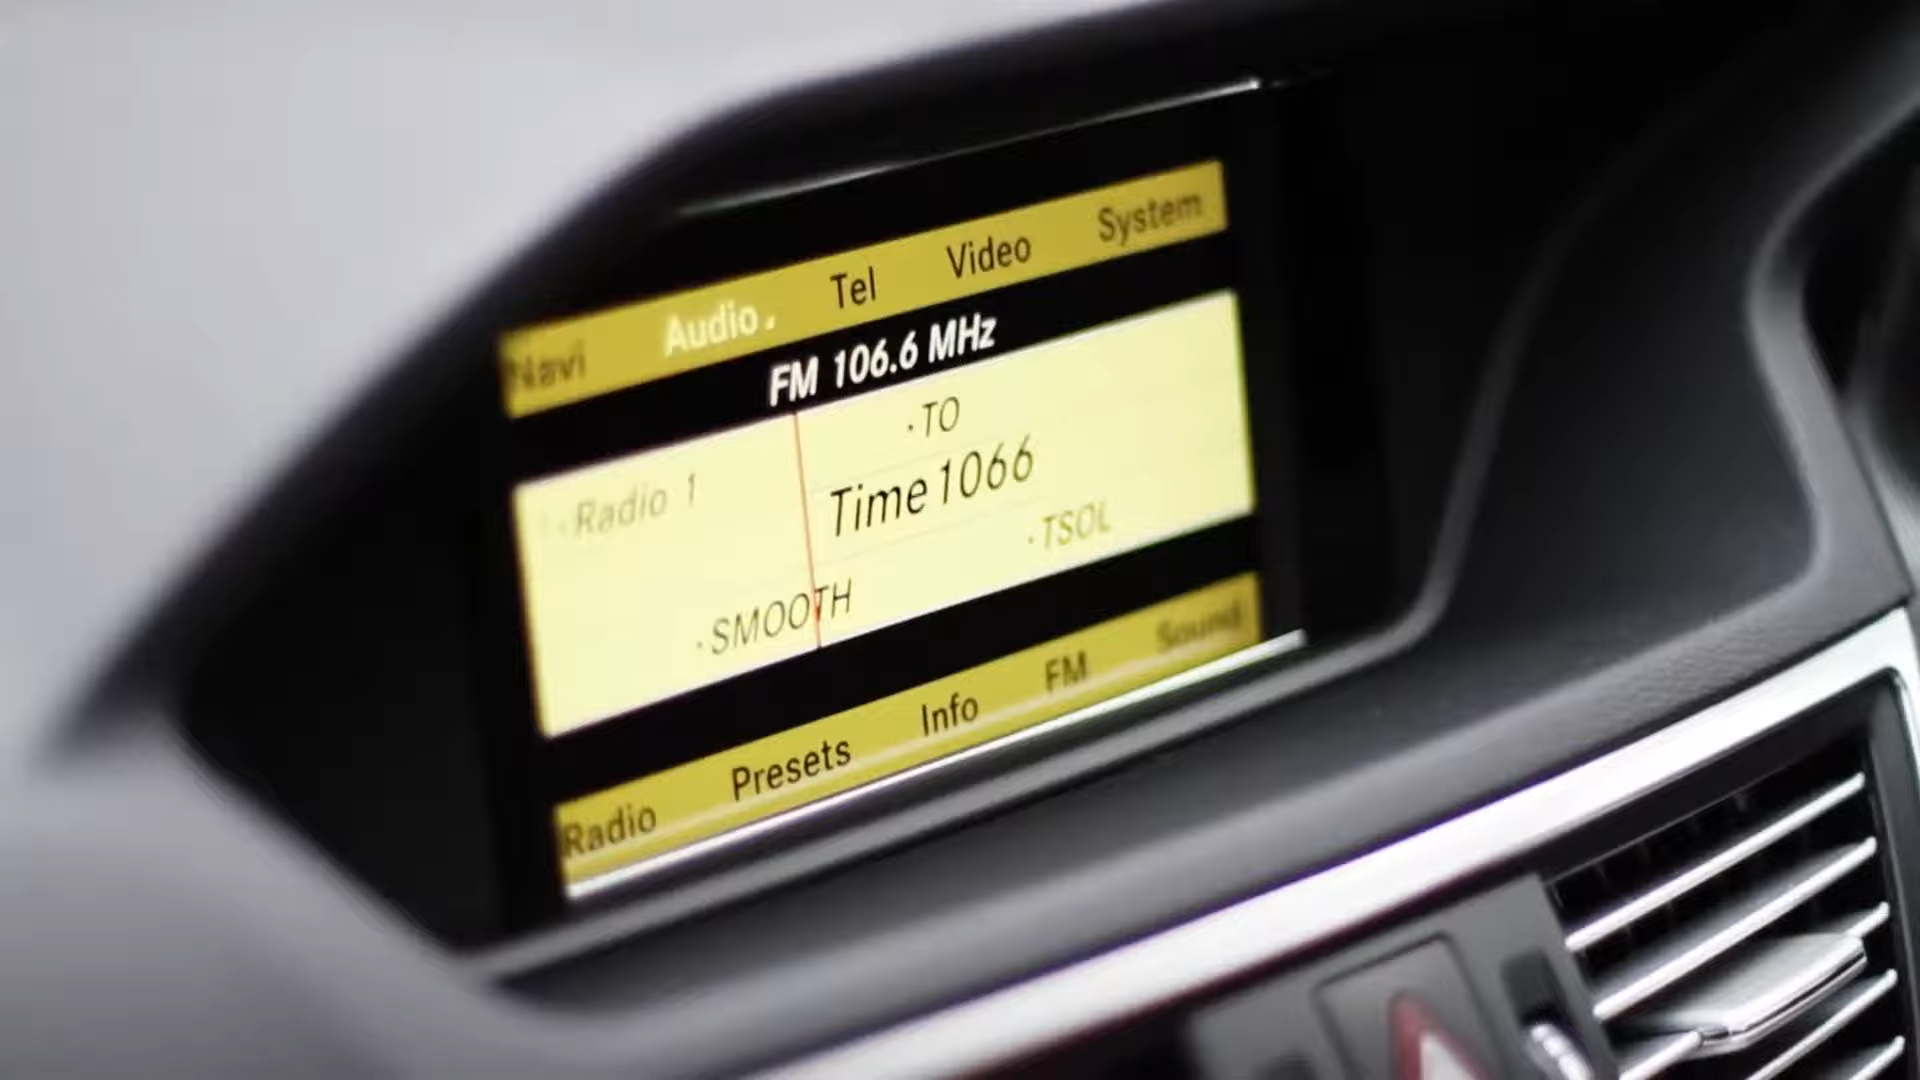 Navi Audio. Tel Video System
FM 106.6 MHz
·TO
·Radio 1
Time1066
·TSOL
·SMOOTH
Radio Presets Info FM Sound